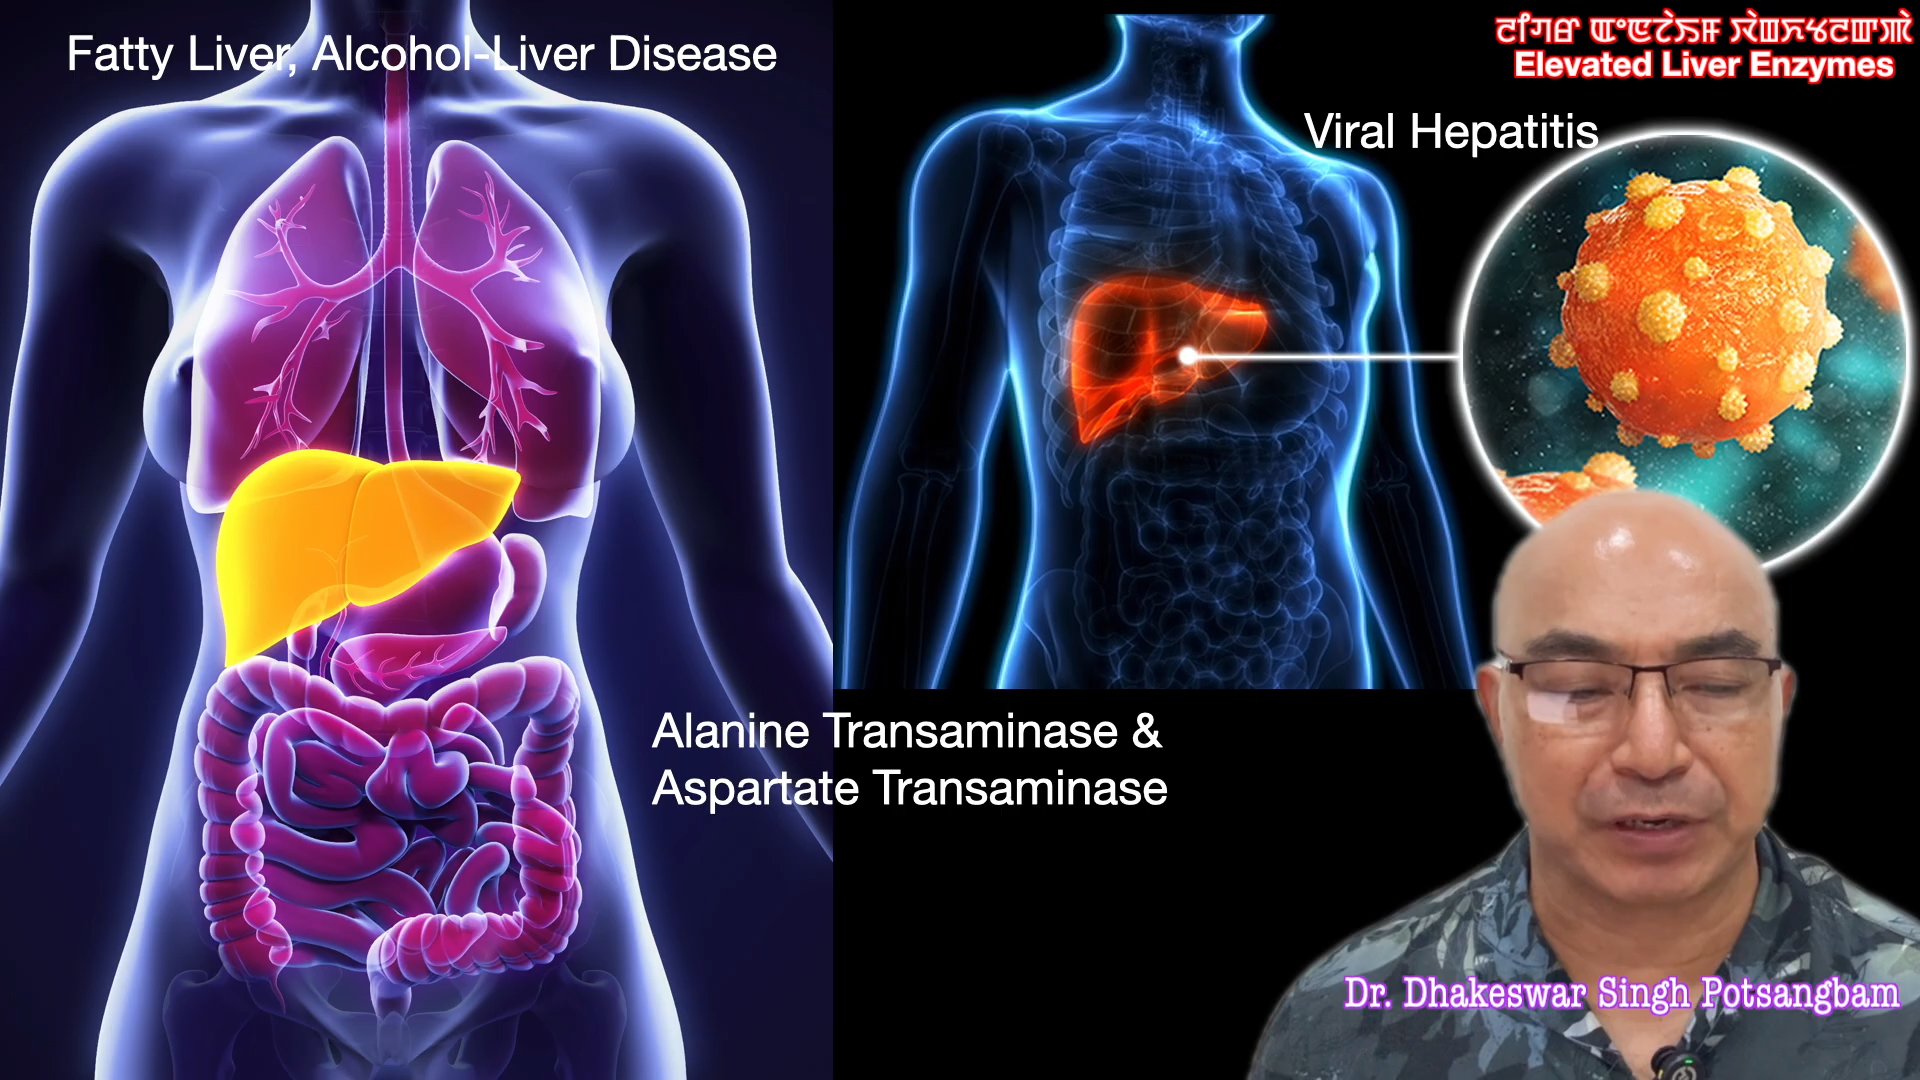 Fatty Liver, Alcohol-Liver Disease
Elevated Liver Enzymes
Viral Hepatitis
Alanine Transaminase &
Aspartate Transaminase
Dr. Dhakeswar Singh Potsangbam